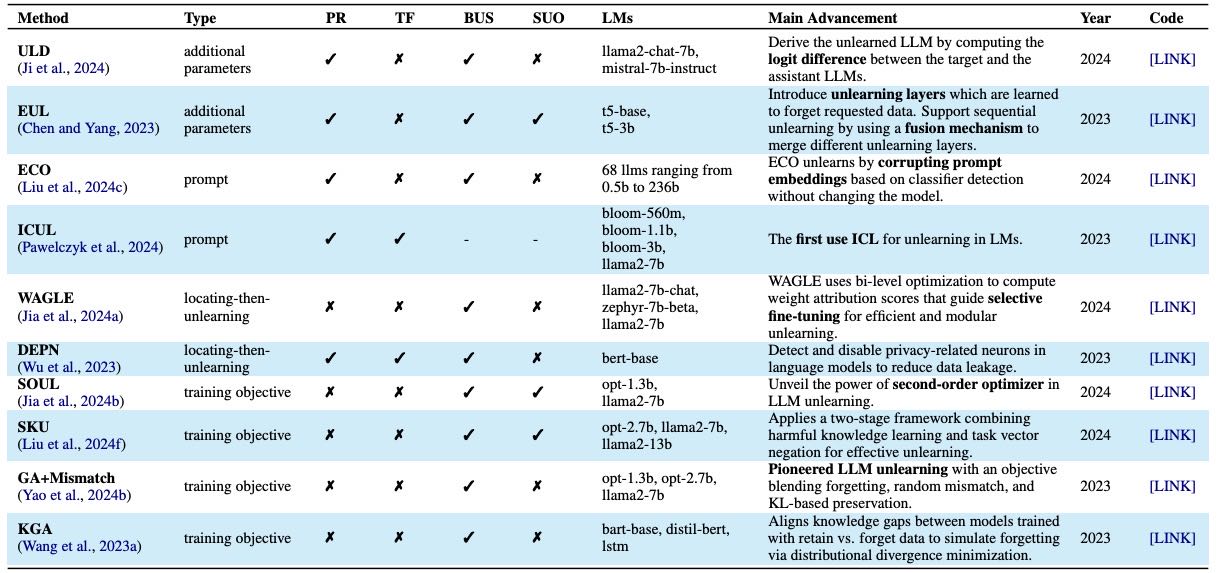 Method Type PR TF BUS SUO LMs Main Advancement Year Code
ULD
(Ji et al., 2024)
additional
parameters
✓ ✗ ✓ ✗
llama2-chat-7b,
mistral-7b-instruct
Derive the unlearned LLM by computing the
logit difference between the target and the
assistant LLMs.
2024 [LINK]
EUL
(Chen and Yang, 2023)
additional
parameters
✓ ✗ ✓ ✓
t5-base,
t5-3b
Introduce unlearning layers which are learned
to forget requested data. Support sequential
unlearning by using a fusion mechanism to
merge different unlearning layers.
2023 [LINK]
ECO
(Liu et al., 2024c)
prompt
✓ ✗ ✓ ✗
68 llms ranging from
0.5b to 236b
ECO unlearns by corrupting prompt
embeddings based on classifier detection
without changing the model.
2024 [LINK]
ICUL
(Pawelczyk et al., 2024)
prompt
✓ ✓ - -
bloom-560m,
bloom-1.1b,
bloom-3b,
llama2-7b
The first use ICL for unlearning in LMs.
2023 [LINK]
WAGLE
(Jia et al., 2024a)
locating-then-
unlearning
✗ ✗ ✓ ✗
llama2-7b-chat,
zephyr-7b-beta,
llama2-7b
WAGLE uses bi-level optimization to compute
weight attribution scores that guide selective
fine-tuning for efficient and modular
unlearning.
2024 [LINK]
DEPN
(Wu et al., 2023)
locating-then-
unlearning
✓ ✓ ✓ ✗
bert-base
Detect and disable privacy-related neurons in
language models to reduce data leakage.
2023 [LINK]
SOUL
(Jia et al., 2024b)
training objective
✗ ✗ ✓ ✓
opt-1.3b,
llama2-7b
Unveil the power of second-order optimizer in
LLM unlearning.
2024 [LINK]
SKU
(Liu et al., 2024f)
training objective
✗ ✗ ✓ ✓
opt-2.7b, llama2-7b,
llama2-13b
Applies a two-stage framework combining
harmful knowledge learning and task vector
negation for effective unlearning.
2024 [LINK]
GA+Mismatch
(Yao et al., 2024b)
training objective
✗ ✗ ✓ ✗
opt-1.3b, opt-2.7b,
llama2-7b
Pioneered LLM unlearning with an objective
blending forgetting, random mismatch, and
KL-based preservation.
2023 [LINK]
KGA
(Wang et al., 2023a)
training objective
✗ ✗ ✓ ✗
bart-base, distil-bert,
lstm
Aligns knowledge gaps between models trained
with retain vs. forget data to simulate forgetting
via distributional divergence minimization.
2023 [LINK]